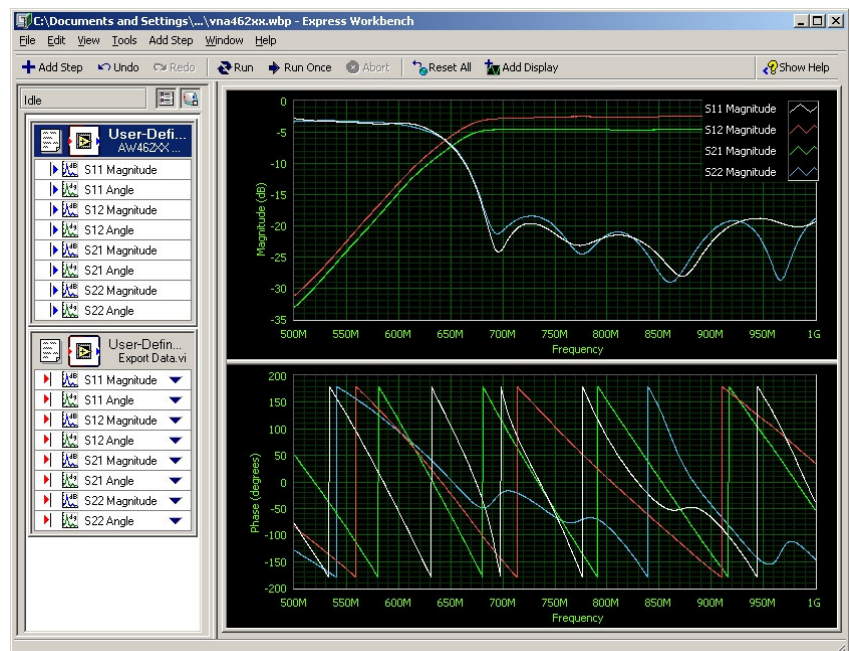 C:\Documents and Settings\...\vna462xx.wbp - Express Workbench
File Edit View Tools Add Step Window Help
Add Step Undo Redo Run Run Once Abort Reset All Add Display Show Help
Idle
User-Defi...
AW462XX ...
S11 Magnitude
S11 Angle
S12 Magnitude
S12 Angle
S21 Magnitude
S21 Angle
S22 Magnitude
S22 Angle
User-Defin...
Export Data.vi
S11 Magnitude
S11 Angle
S12 Magnitude
S12 Angle
S21 Magnitude
S21 Angle
S22 Magnitude
S22 Angle
Magnitude (dB)
0
-5
-10
-15
-20
-25
-30
-35
S11 Magnitude
S12 Magnitude
S21 Magnitude
S22 Magnitude
500M 550M 600M 650M 700M 750M 800M 850M 900M 950M 1G
Frequency
Phase (degrees)
200
150
100
50
0
-50
-100
-150
-200
500M 550M 600M 650M 700M 750M 800M 850M 900M 950M 1G
Frequency